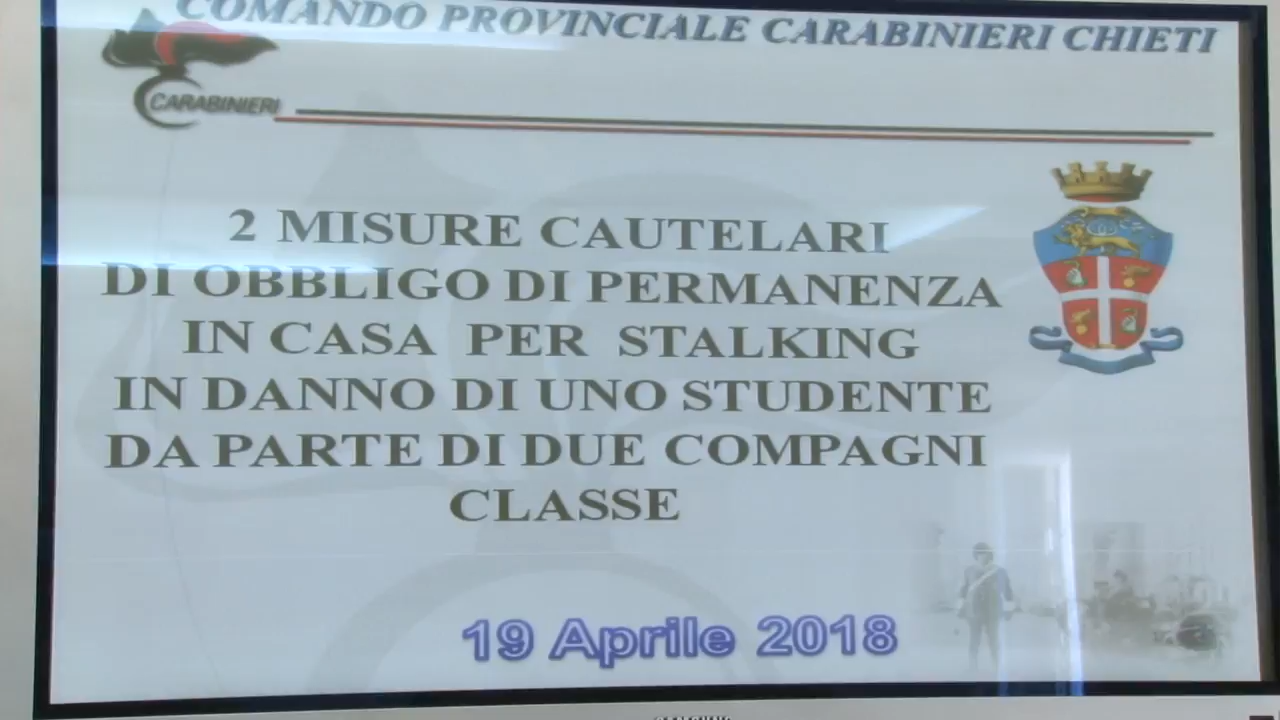 COMANDO PROVINCIALE CARABINIERI CHIETI
CARABINIERI
2 MISURE CAUTELARI
DI OBBLIGO DI PERMANENZA
IN CASA PER STALKING
IN DANNO DI UNO STUDENTE
DA PARTE DI DUE COMPAGNI
CLASSE
19 Aprile 2018